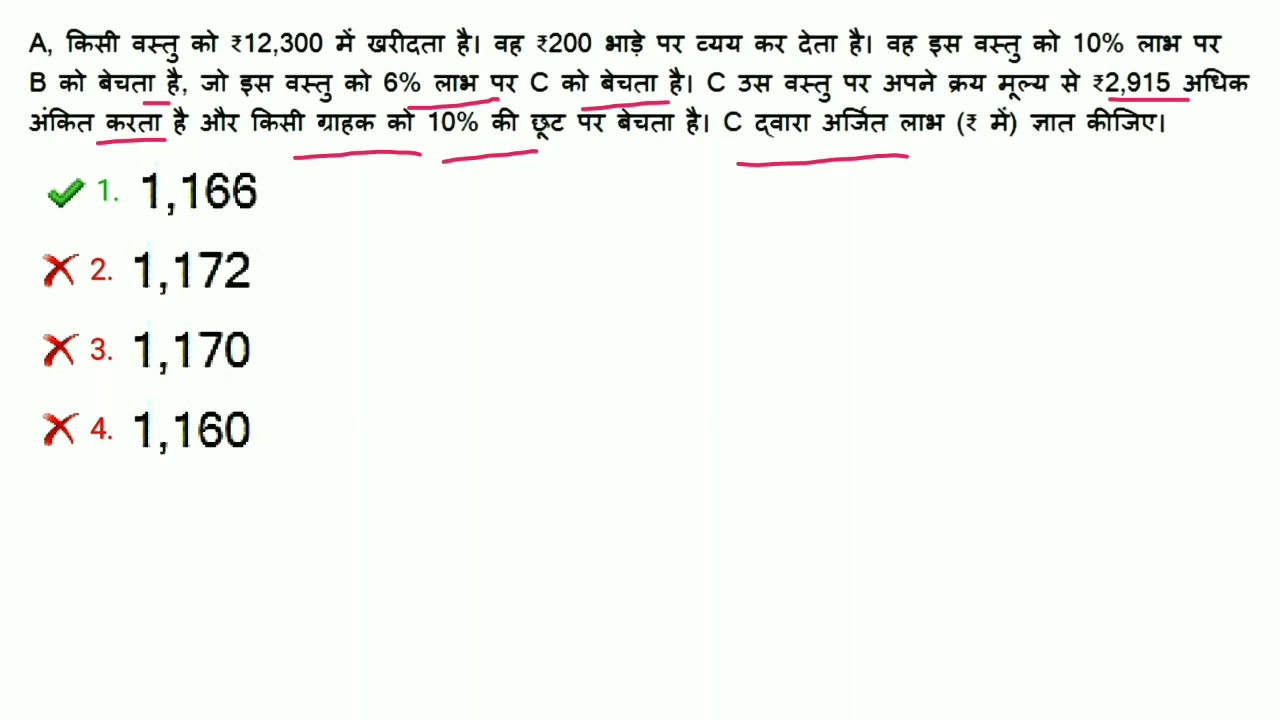 A, किसी वस्तु को ₹12,300 में खरीदता है। वह ₹200 भाड़े पर व्यय कर देता है। वह इस वस्तु को 10% लाभ पर
B को बेचता है, जो इस वस्तु को 6% लाभ पर C को बेचता है। C उस वस्तु पर अपने क्रय मूल्य से ₹2,915 अधिक
अंकित करता है और किसी ग्राहक को 10% की छूट पर बेचता है। C द्वारा अर्जित लाभ (₹ में) ज्ञात कीजिए।
1. 1,166
2. 1,172
3. 1,170
4. 1,160